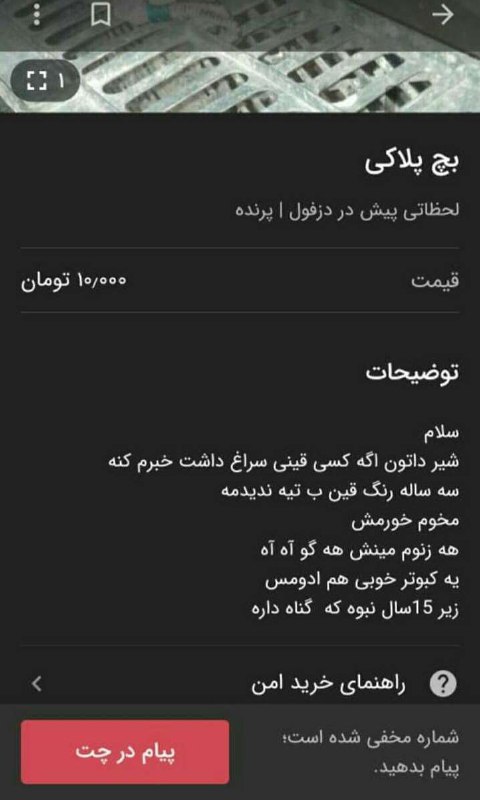 ۱
بچ پلاکی
لحظاتی پیش در دزفول | پرنده
قیمت
۱۰٫۰۰۰ تومان
توضیحات
سلام
شیر داتون اگه کسی قینی سراغ داشت خبرم کنه
سه ساله رنگ قین ب تیه ندیدمه
مخوم خورمش
هه زنوم مینش هه گو آه آه
یه کبوتر خوبی هم ادومس
زیر 15سال نبوه که گناه داره
راهنمای خرید امن
شماره مخفی شده است؛
پیام بدهید.
پیام در چت